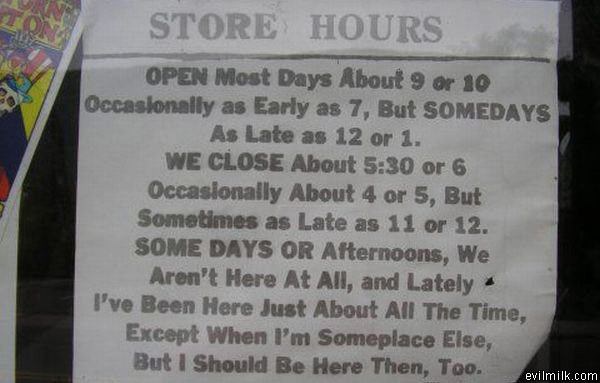 STORE HOURS
OPEN Most Days About 9 or 10
Occasionally as Early as 7, But SOMEDAYS
As Late as 12 or 1.
WE CLOSE About 5:30 or 6
Occasionally About 4 or 5, But
Sometimes as Late as 11 or 12.
SOME DAYS OR Afternoons, We
Aren't Here At All, and Lately
I've Been Here Just About All The Time,
Except When I'm Someplace Else,
But I Should Be Here Then, Too.
evilmilk.com